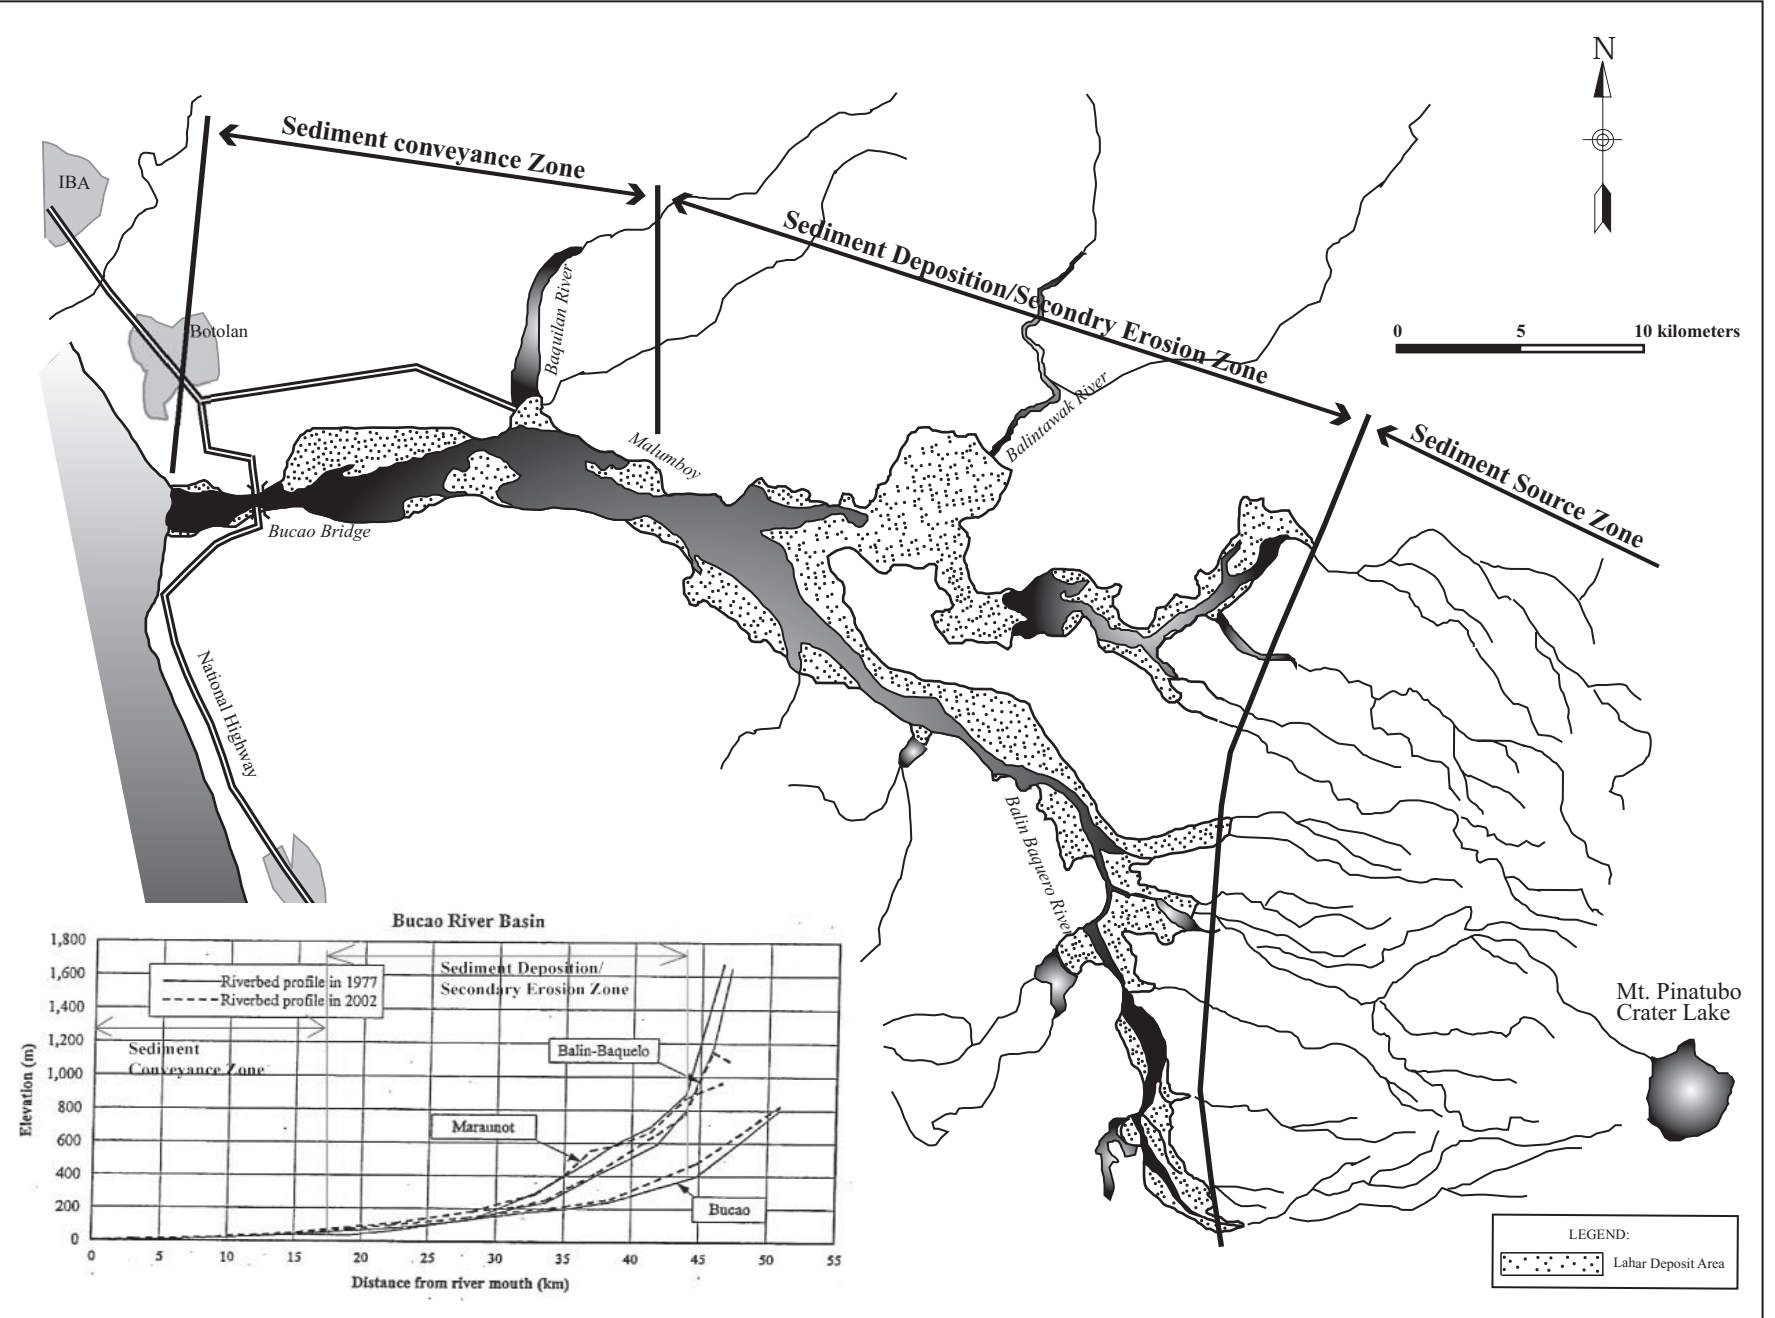 N
Sediment conveyance Zone
IBA
Sediment Deposition/Secondry Erosion Zone
Baquilan River
Botolan
0 5 10 kilometers
Balintawak River
Malumboy
Sediment Source Zone
Bucao Bridge
National Highway
Balin Baquero River
Mt. Pinatubo
Crater Lake
Bucao River Basin
1,800
1,600
1,400
1,200
1,000
800
600
400
200
0
Elevation (m)
Riverbed profile in 1977
Riverbed profile in 2002
Sediment Deposition/
Secondary Erosion Zone
Sediment
Conveyance Zone
Balin-Baquelo
Maraunot
Bucao
0 5 10 15 20 25 30 35 40 45 50 55
Distance from river mouth (km)
LEGEND:
Lahar Deposit Area